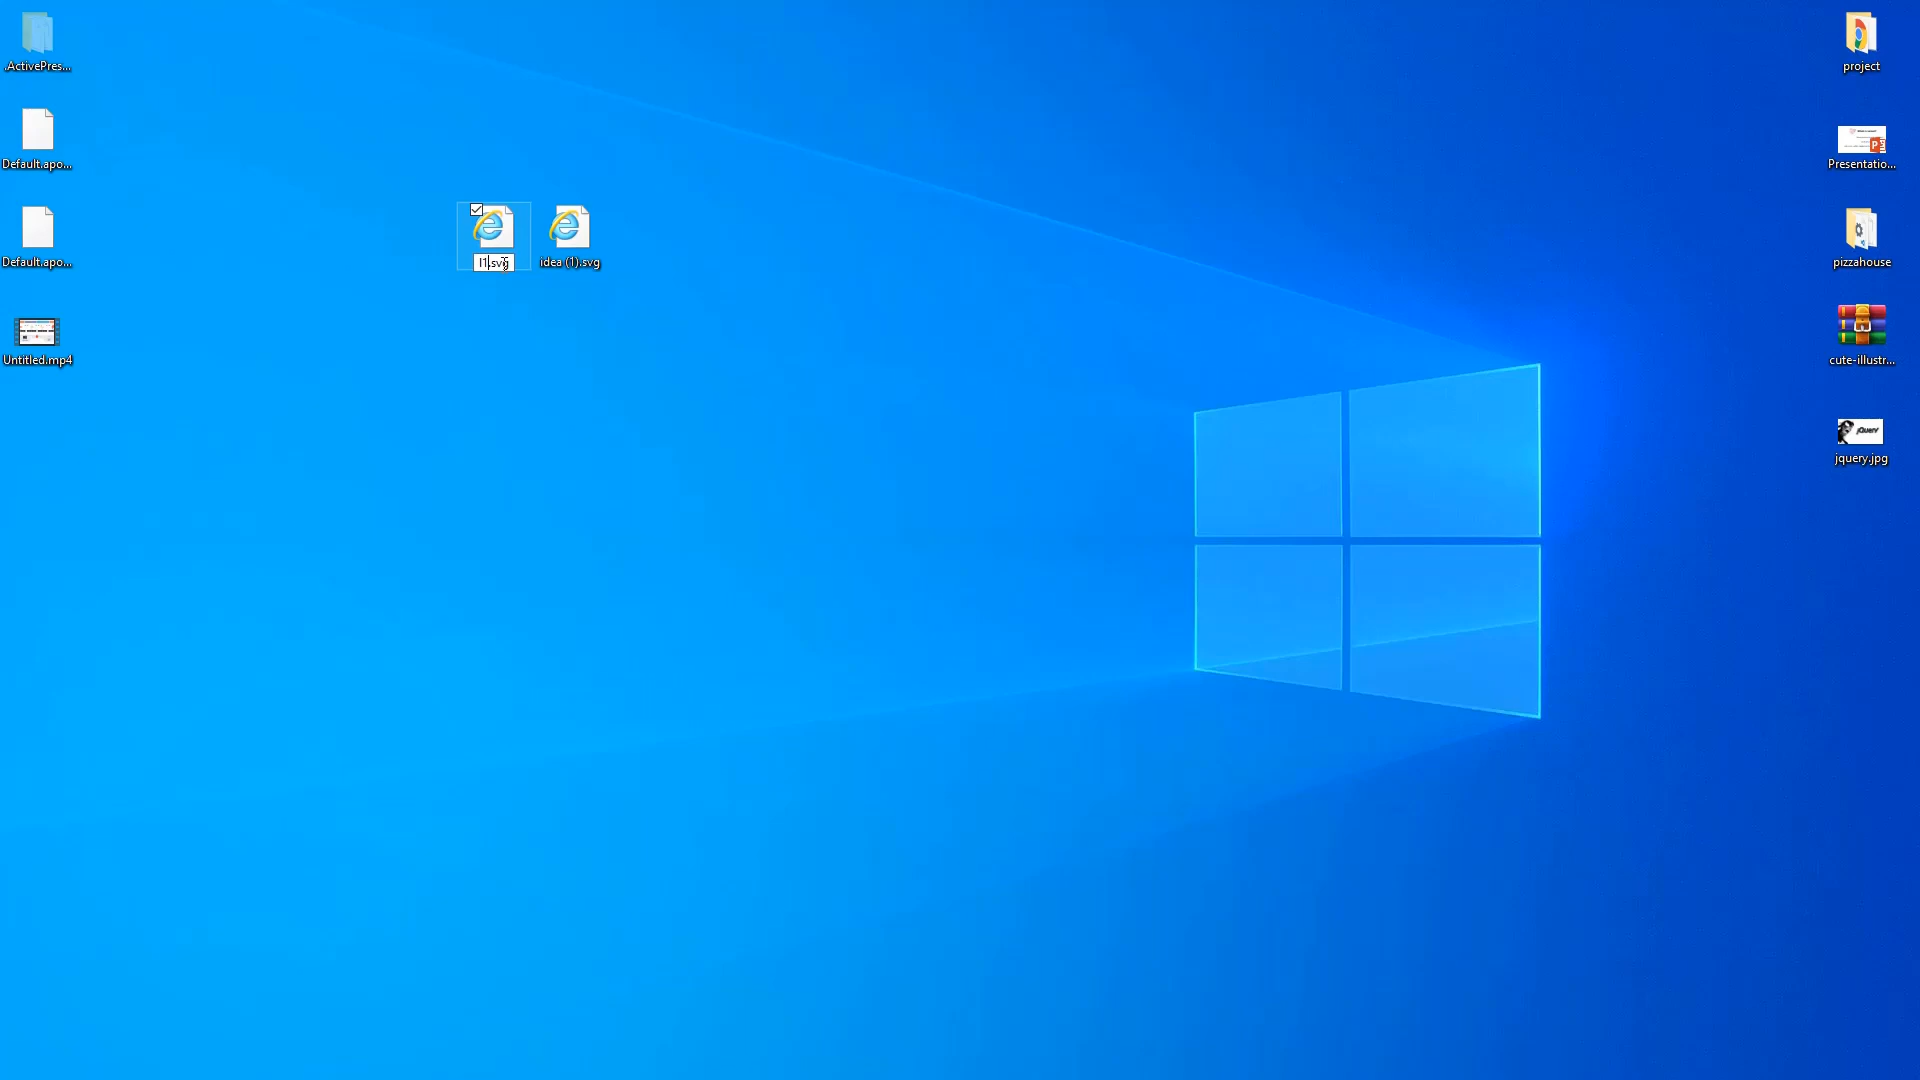 .ActivePres...
project
Default.apo...
Presentatio...
Default.apo...
l1.svg
idea (1).svg
pizzahouse
Untitled.mp4
cute-illustr...
jQuery
jquery.jpg